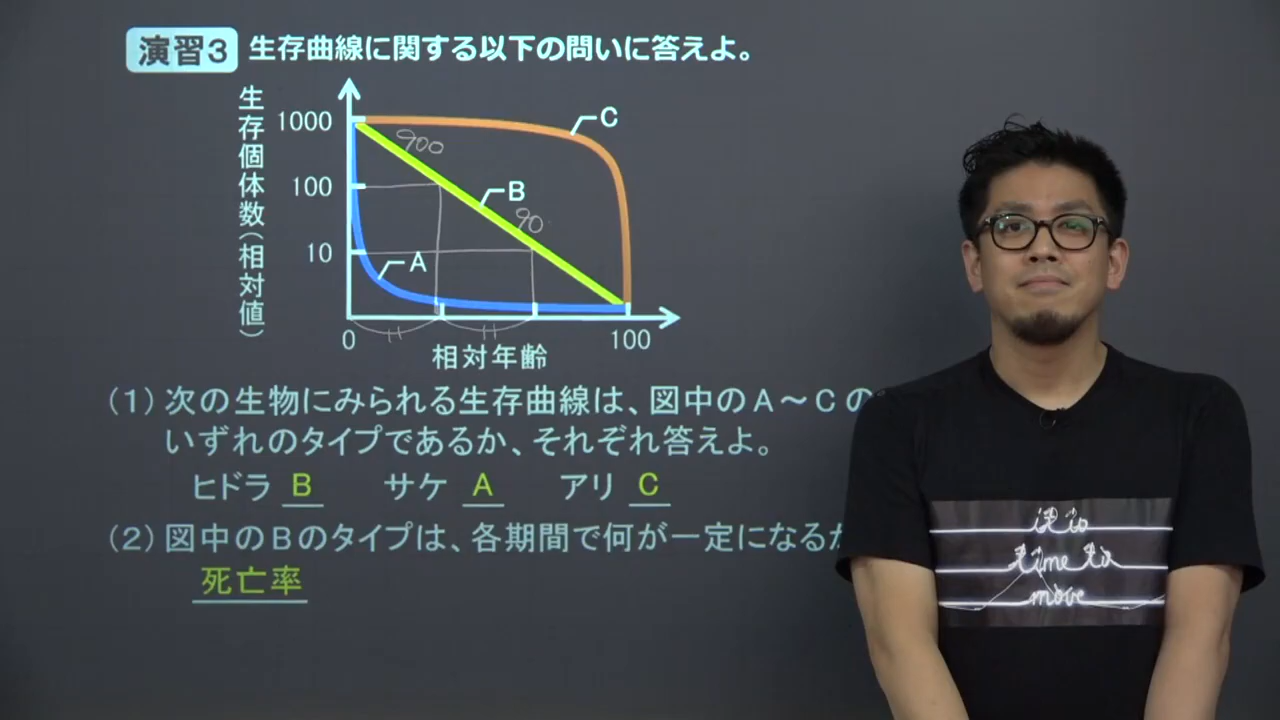 演習3 生存曲線に関する以下の問いに答えよ。
生存個体数(相対値)
1000
100
10
900
90
A
B
C
0
100
相対年齢
(1) 次の生物にみられる生存曲線は、図中のA～Cの
いずれのタイプであるか、それぞれ答えよ。
ヒドラ B サケ A アリ C
(2) 図中のBのタイプは、各期間で何が一定になるか
死亡率
it is
time to
move